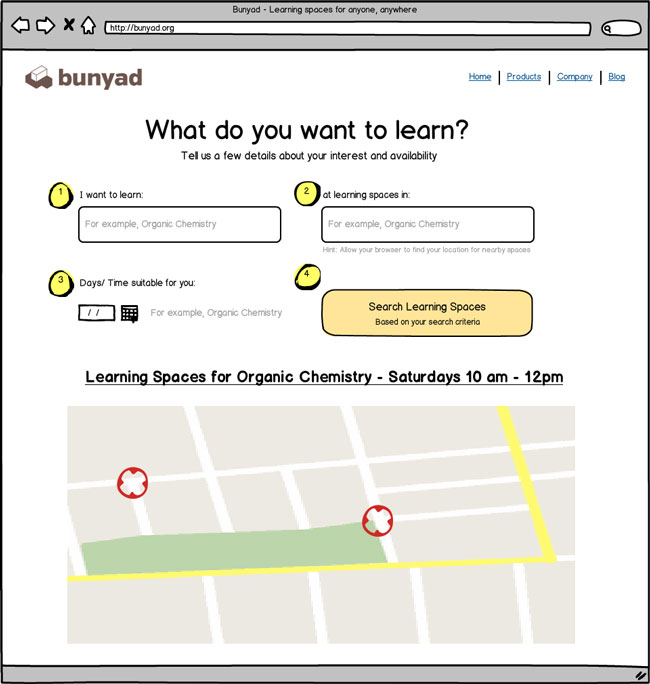 Bunyad - Learning spaces for anyone, anywhere
http://bunyad.org
bunyad
Home Products Company Blog
What do you want to learn?
Tell us a few details about your interest and availability
1 I want to learn:
For example, Organic Chemistry
2 at learning spaces in:
For example, Organic Chemistry
Hint: Allow your browser to find your location for nearby spaces
3 Days/ Time suitable for you:
/ / For example, Organic Chemistry
4
Search Learning Spaces
Based on your search criteria
Learning Spaces for Organic Chemistry - Saturdays 10 am - 12pm